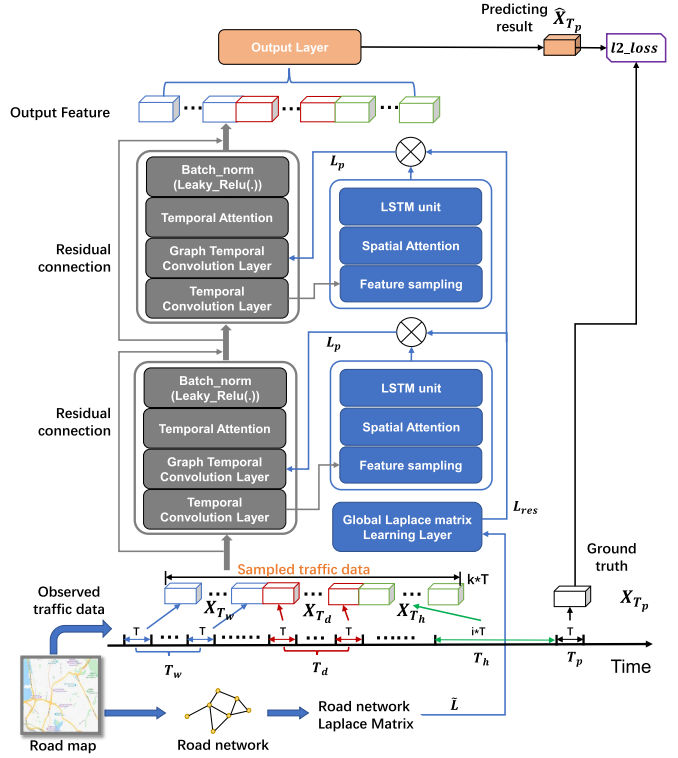 Predicting
result
X̂_{T_p}
l2_loss
Output Layer
Output Feature
Batch_norm
(Leaky_Relu(.))
Temporal Attention
Graph Temporal
Convolution Layer
Temporal
Convolution Layer
Residual
connection
L_p
LSTM unit
Spatial Attention
Feature sampling
Batch_norm
(Leaky_Relu(.))
Temporal Attention
Graph Temporal
Convolution Layer
Temporal
Convolution Layer
Residual
connection
L_p
LSTM unit
Spatial Attention
Feature sampling
Global Laplace matrix
Learning Layer
L_{res}
Sampled traffic data
k*T
Ground
truth
X_{T_p}
Observed
traffic data
X_{T_w}
X_{T_d}
X_{T_h}
T
T
T
T
i*T
T
T_w
T_d
T_h
T_p
Time
Road map
Road network
Road network
Laplace Matrix
L̃